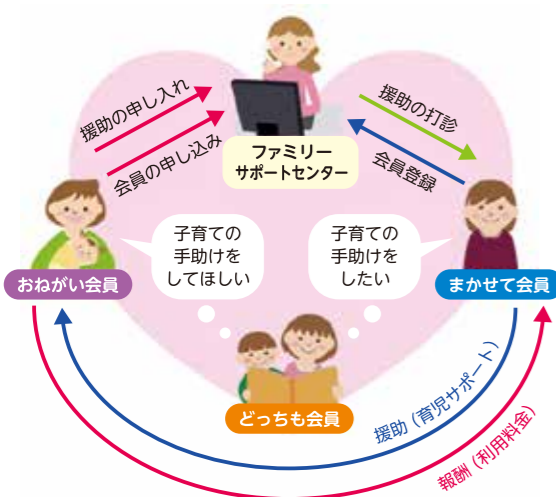 援助の申し入れ
会員の申し込み
ファミリー
サポートセンター
援助の打診
会員登録
子育ての
手助けを
してほしい
子育ての
手助けを
したい
おねがい会員
まかせて会員
どっちも会員
援助（育児サポート）
報酬（利用料金）